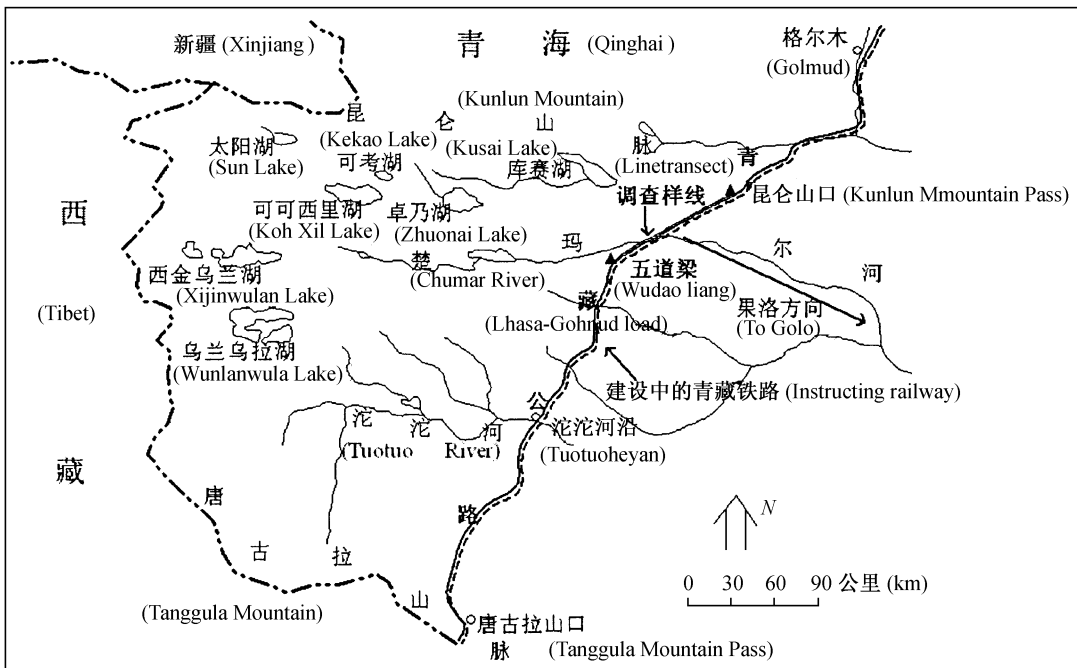 新疆 (Xinjiang)
青 海 (Qinghai)
格尔木
(Golmud)
(Kunlun Mountain)
昆 仑 山 脉
太阳湖
(Sun Lake)
(Kekao Lake)
可考湖
(Kusai Lake)
库赛湖
(Linetransect)
调查样线
昆仑山口 (Kunlun Mmountain Pass)
西 藏
(Tibet)
可可西里湖
(Koh Xil Lake)
卓乃湖
(Zhuonai Lake)
楚 玛 尔 河
(Chumar River)
西金乌兰湖
(Xijinwulan Lake)
五道梁
(Wudao liang)
果洛方向
(To Golo)
青 藏 公 路
(Lhasa-Gohnud load)
乌兰乌拉湖
(Wunlanwula Lake)
建设中的青藏铁路 (Instructing railway)
沱 沱 河
(Tuotuo River)
沱沱河沿
(Tuotuoheyan)
唐 古 拉 山 脉
(Tanggula Mountain)
唐古拉山口
(Tanggula Mountain Pass)
N
0 30 60 90 公里 (km)